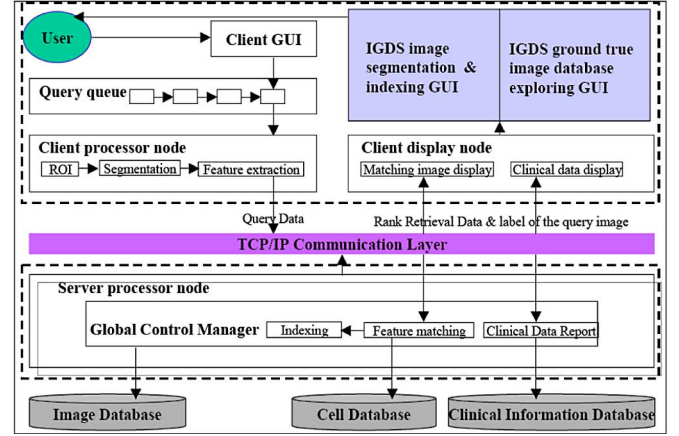 User
Client GUI
IGDS image
segmentation &
indexing GUI
IGDS ground true
image database
exploring GUI
Query queue
Client processor node
ROI
Segmentation
Feature extraction
Client display node
Matching image display
Clinical data display
Query Data
Rank Retrieval Data & label of the query image
TCP/IP Communication Layer
Server processor node
Global Control Manager
Indexing
Feature matching
Clinical Data Report
Image Database
Cell Database
Clinical Information Database